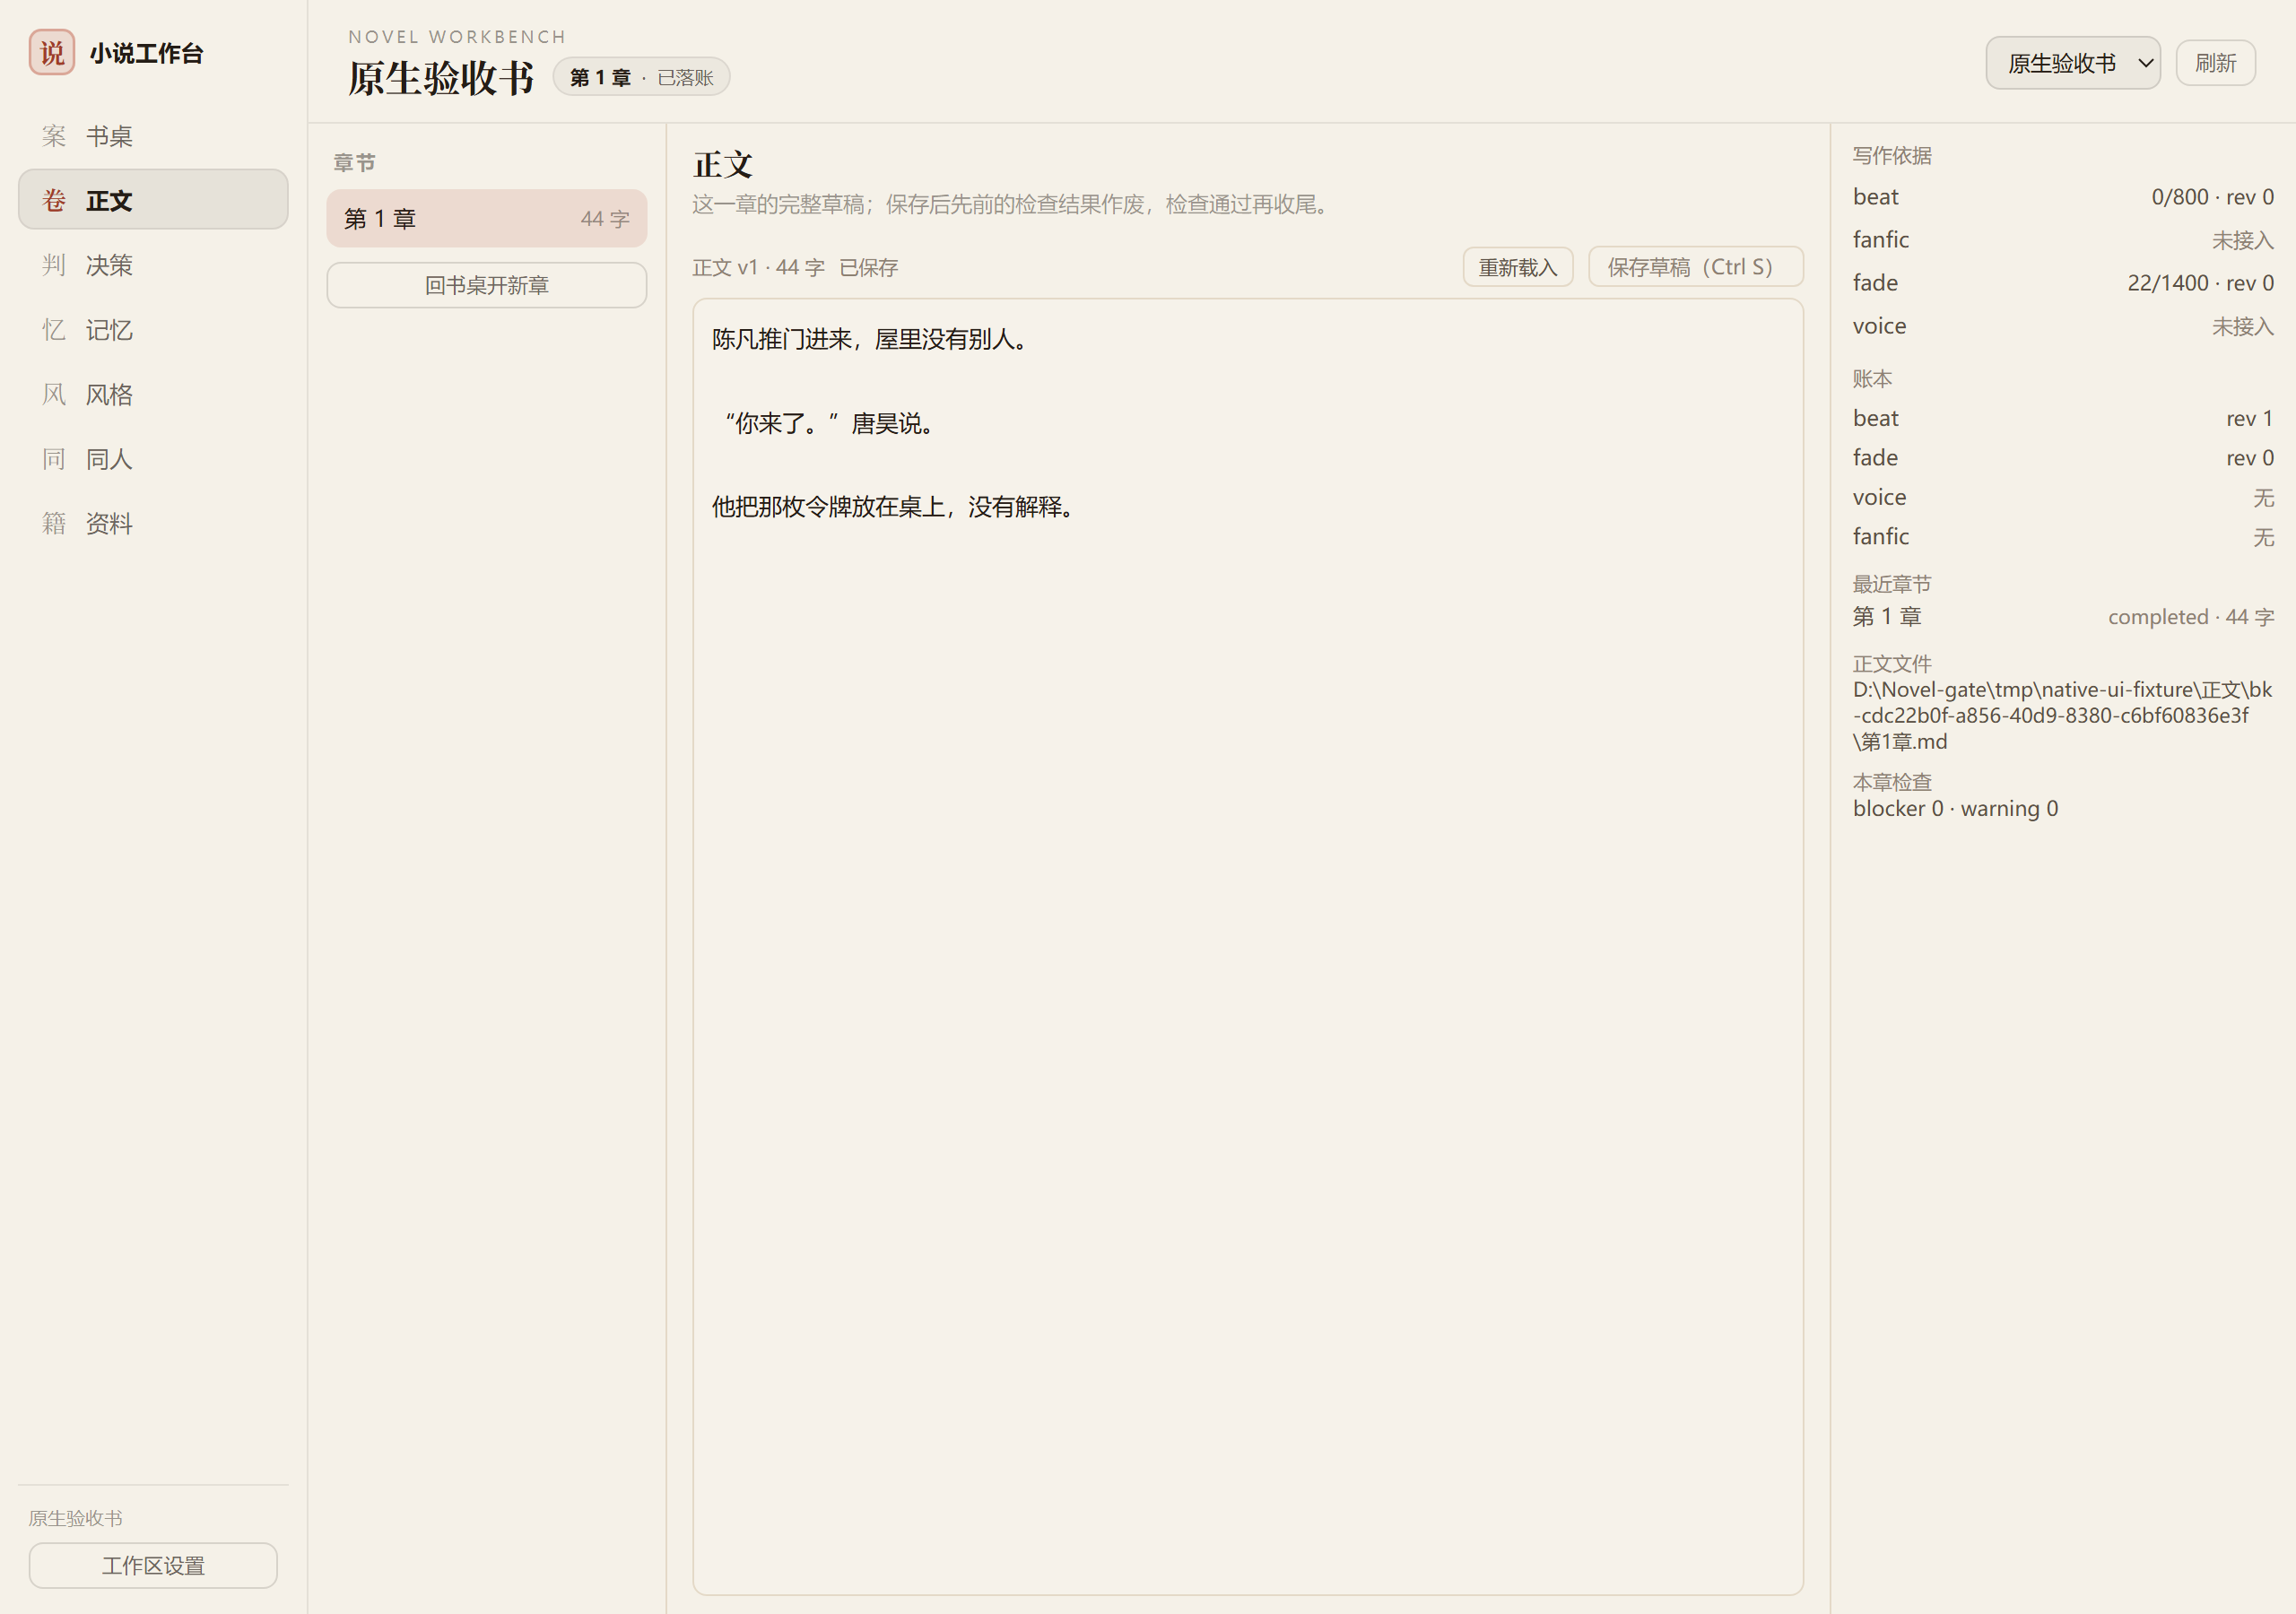 说 小说工作台
案 书桌
卷 正文
判 决策
忆 记忆
风 风格
同 同人
籍 资料
原生验收书
工作区设置
NOVEL WORKBENCH
原生验收书 第 1 章 · 已落账
原生验收书 刷新
章节
第 1 章 44 字
回书桌开新章
正文
这一章的完整草稿；保存后先前的检查结果作废，检查通过再收尾。
正文 v1 · 44 字 已保存 重新载入 保存草稿（Ctrl S）
陈凡推门进来，屋里没有别人。
“你来了。”唐昊说。
他把那枚令牌放在桌上，没有解释。
写作依据
beat 0/800 · rev 0
fanfic 未接入
fade 22/1400 · rev 0
voice 未接入
账本
beat rev 1
fade rev 0
voice 无
fanfic 无
最近章节
第 1 章 completed · 44 字
正文文件
D:\Novel-gate\tmp\native-ui-fixture\正文\bk
-cdc22b0f-a856-40d9-8380-c6bf60836e3f
\第1章.md
本章检查
blocker 0 · warning 0